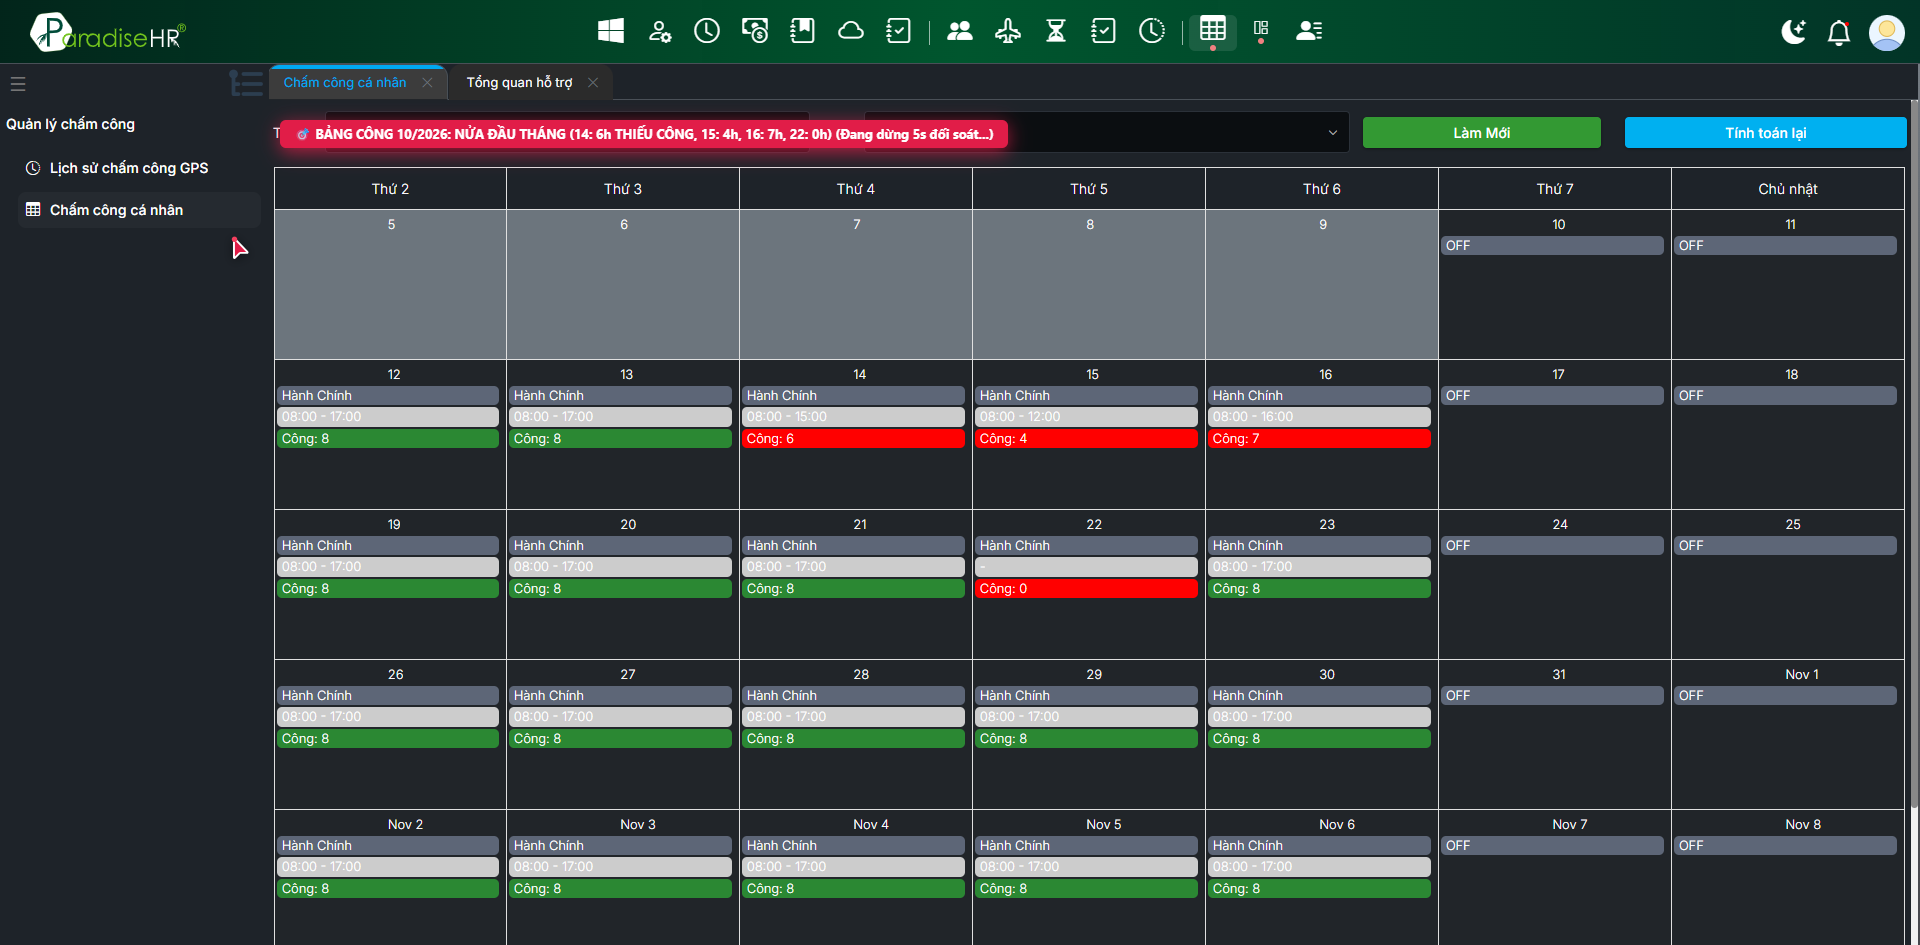 ParadiseHR®
Chấm công cá nhân
Tổng quan hỗ trợ
Quản lý chấm công
Lịch sử chấm công GPS
Chấm công cá nhân
T
BẢNG CÔNG 10/2026: NỬA ĐẦU THÁNG (14: 6h THIẾU CÔNG, 15: 4h, 16: 7h, 22: 0h) (Đang dừng 5s đối soát...)
Làm Mới
Tính toán lại
Thứ 2 Thứ 3 Thứ 4 Thứ 5 Thứ 6 Thứ 7 Chủ nhật
5 6 7 8 9 10 11
OFF OFF
12 13 14 15 16 17 18
Hành Chính Hành Chính Hành Chính Hành Chính Hành Chính OFF OFF
08:00 - 17:00 08:00 - 17:00 08:00 - 15:00 08:00 - 12:00 08:00 - 16:00
Công: 8 Công: 8 Công: 6 Công: 4 Công: 7
19 20 21 22 23 24 25
Hành Chính Hành Chính Hành Chính Hành Chính Hành Chính OFF OFF
08:00 - 17:00 08:00 - 17:00 08:00 - 17:00 - 08:00 - 17:00
Công: 8 Công: 8 Công: 8 Công: 0 Công: 8
26 27 28 29 30 31 Nov 1
Hành Chính Hành Chính Hành Chính Hành Chính Hành Chính OFF OFF
08:00 - 17:00 08:00 - 17:00 08:00 - 17:00 08:00 - 17:00 08:00 - 17:00
Công: 8 Công: 8 Công: 8 Công: 8 Công: 8
Nov 2 Nov 3 Nov 4 Nov 5 Nov 6 Nov 7 Nov 8
Hành Chính Hành Chính Hành Chính Hành Chính Hành Chính OFF OFF
08:00 - 17:00 08:00 - 17:00 08:00 - 17:00 08:00 - 17:00 08:00 - 17:00
Công: 8 Công: 8 Công: 8 Công: 8 Công: 8